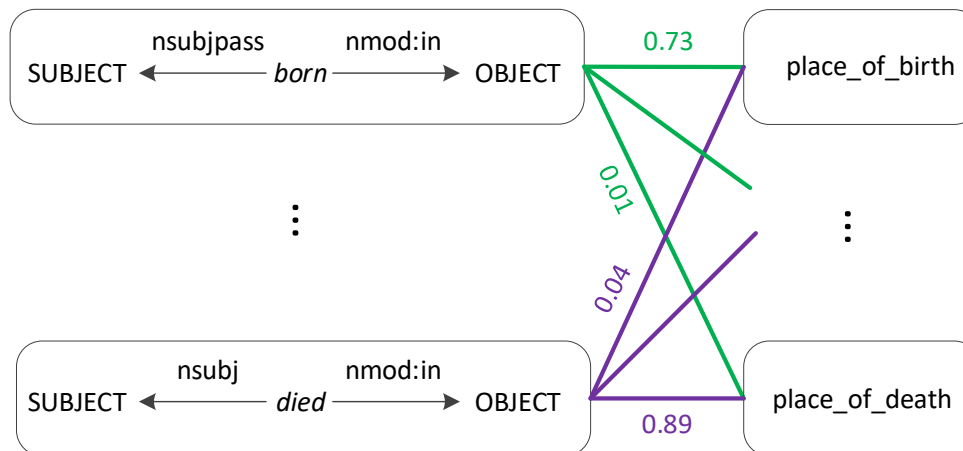 nsubjpass nmod:in 0.73
SUBJECT born OBJECT place_of_birth
0.01
⋮ ⋮
0.04
nsubj nmod:in
SUBJECT died OBJECT place_of_death
0.89